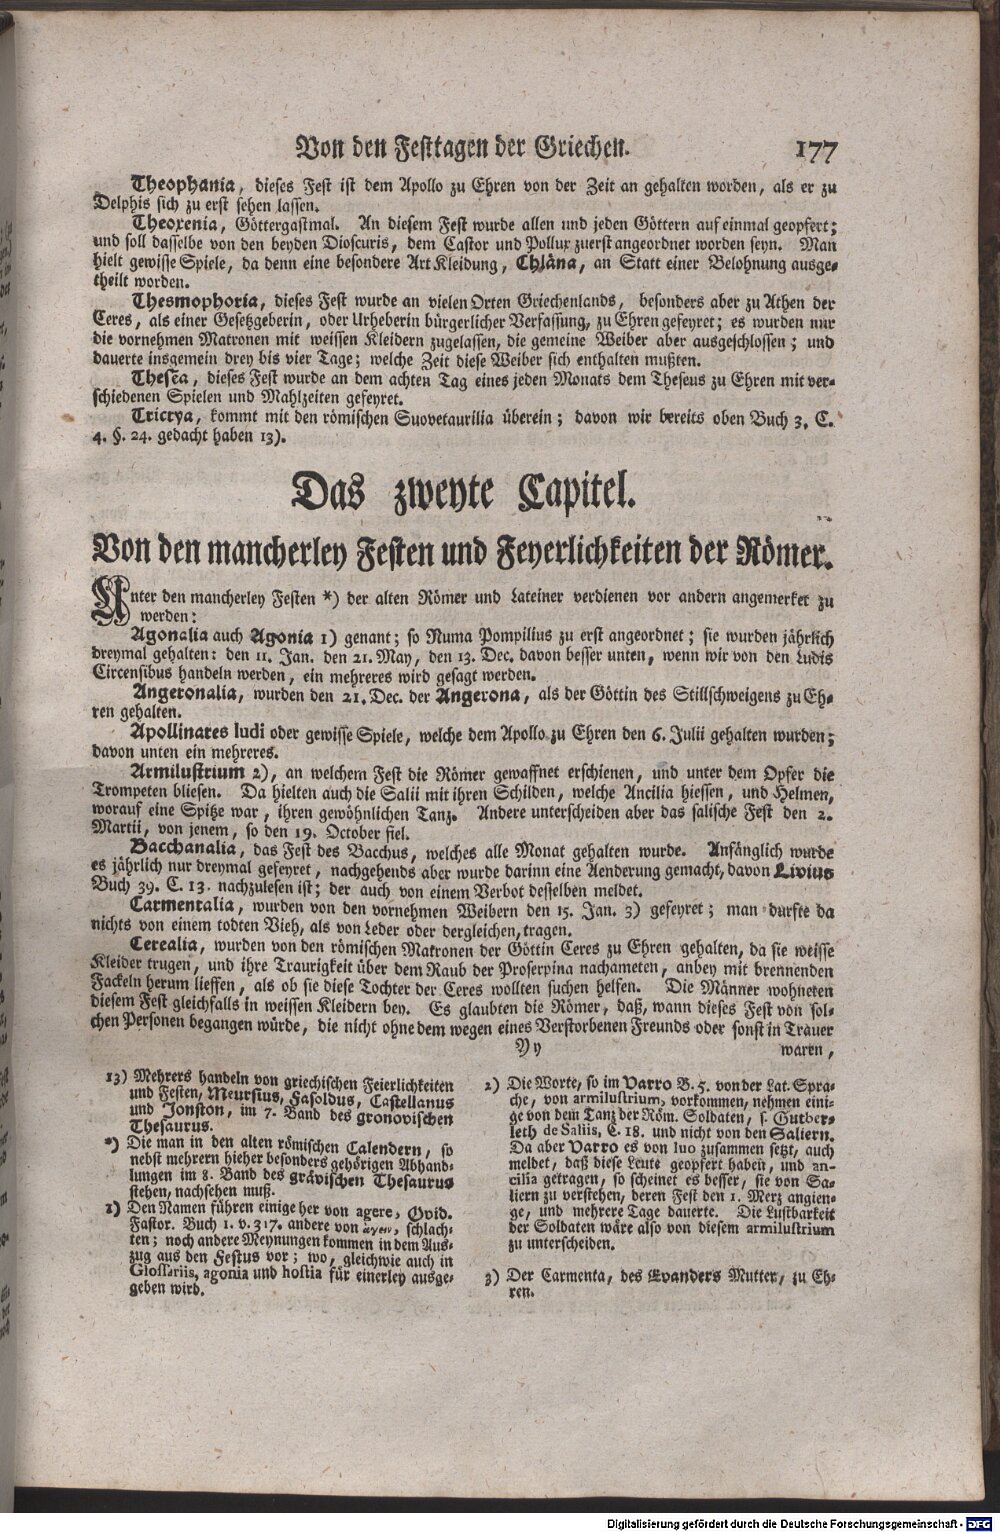 Von den Festtagen der Griechen. 177
Theophania, dieses Fest ist dem Apollo zu Ehren von der Zeit an gehalten worden, als er zu
Delphis sich zu erst sehen lassen.
Theoxenia, Göttergastmal. An diesem Fest wurde allen und jeden Göttern auf einmal geopfert;
und soll dasselbe von den beyden Dioscuris, dem Castor und Pollux zuerst angeordnet worden seyn. Man
hielt gewisse Spiele, da denn eine besondere Art Kleidung, Chläna, an Statt einer Belohnung ausge-
theilt worden.
Thesmophoria, dieses Fest wurde an vielen Orten Griechenlands, besonders aber zu Athen der
Ceres, als einer Gesetzgeberin, oder Urheberin bürgerlicher Verfassung, zu Ehren gefeyret; es wurden nur
die vornehmen Matronen mit weissen Kleidern zugelassen, die gemeine Weiber aber ausgeschlossen; und
dauerte insgemein drey bis vier Tage; welche Zeit diese Weiber sich enthalten mußten.
Thesëa, dieses Fest wurde an dem achten Tag eines jeden Monats dem Theseus zu Ehren mit ver-
schiedenen Spielen und Mahlzeiten gefeyret.
Trictya, kommt mit den römischen Suovetaurilia überein; davon wir bereits oben Buch 3. C.
4. §. 24. gedacht haben 13).
Das zweyte Capitel.
Von den mancherley Festen und Feyerlichkeiten der Römer.
Unter den mancherley Festen *) der alten Römer und Lateiner verdienen vor andern angemerket zu
werden:
Agonalia auch Agonia 1) genant; so Numa Pompilius zu erst angeordnet; sie wurden jährlich
dreymal gehalten: den 11. Jan. den 21. May, den 13. Dec. davon besser unten, wenn wir von den Ludis
Circensibus handeln werden, ein mehreres wird gesagt werden.
Angeronalia, wurden den 21. Dec. der Angerona, als der Göttin des Stillschweigens zu Eh-
ren gehalten.
Apollinares ludi oder gewisse Spiele, welche dem Apollo zu Ehren den 6. Julii gehalten wurden;
davon unten ein mehreres.
Armilustrium 2), an welchem Fest die Römer gewaffnet erschienen, und unter dem Opfer die
Trompeten bliesen. Da hielten auch die Salii mit ihren Schilden, welche Ancilia hiessen, und Helmen,
worauf eine Spitze war, ihren gewöhnlichen Tanz. Andere unterscheiden aber das salische Fest den 2.
Martii, von jenem, so den 19. October fiel.
Bacchanalia, das Fest des Bacchus, welches alle Monat gehalten wurde. Anfänglich wurde
es jährlich nur dreymal gefeyret, nachgehends aber wurde darinn eine Aenderung gemacht, davon Livius
Buch 39. C. 13. nachzulesen ist; der auch von einem Verbot desselben meldet.
Carmentalia, wurden von den vornehmen Weibern den 15. Jan. 3) gefeyret; man durfte da
nichts von einem todten Vieh, als von Leder oder dergleichen, tragen.
Cerealia, wurden von den römischen Matronen der Göttin Ceres zu Ehren gehalten, da sie weisse
Kleider trugen, und ihre Traurigkeit über dem Raub der Proserpina nachameten, anbey mit brennenden
Fackeln herum lieffen, als ob sie diese Tochter der Ceres wollten suchen helfen. Die Männer wohneten
diesem Fest gleichfalls in weissen Kleidern bey. Es glaubten die Römer, daß, wann dieses Fest von sol-
chen Personen begangen würde, die nicht ohne dem wegen eines Verstorbenen Freunds oder sonst in Trauer
Yy waren,
13) Mehrers handeln von griechischen Feierlichkeiten
und Festen, Meursius, Fasoldus, Castellanus
und Jonston, im 7. Band des gronovischen
Thesaurus.
*) Die man in den alten römischen Calendern, so
nebst mehrern hieher besonders gehörigen Abhand-
lungen im 8. Band des grävischen Thesaurus
stehen, nachsehen muß.
1) Den Namen führen einige her von agere, Ovid.
Fastor. Buch 1. v. 317. andere von ἄγειν, schlach-
ten; noch andere Meynungen kommen in dem Aus-
zug aus den Festus vor; wo, gleichwie auch in
Glossariis, agonia und hostia für einerley ausge-
geben wird.
2) Die Worte, so im Varro B. 5. von der Lat. Spra-
che, von armilustrium, vorkommen, nehmen eini-
ge von dem Tanz der Röm. Soldaten, s. Gutber-
leth de Saliis, C. 18. und nicht von den Saliern.
Da aber Varro es von luo zusammen setzt, auch
meldet, daß diese Leute geopfert haben, und an-
cilia getragen, so scheinet es besser, sie von Sa-
liern zu verstehen, deren Fest den 1. Merz angien-
ge, und mehrere Tage dauerte. Die Lustbarkeit
der Soldaten wäre also von diesem armilustrium
zu unterscheiden.
3) Der Carmenta, des Evanders Mutter, zu Eh-
ren.
Digitalisierung gefördert durch die Deutsche Forschungsgemeinschaft - DFG